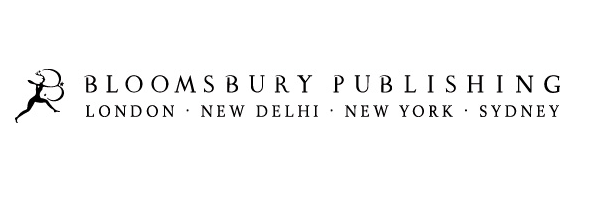 BLOOMSBURY PUBLISHING
LONDON · NEW DELHI · NEW YORK · SYDNEY